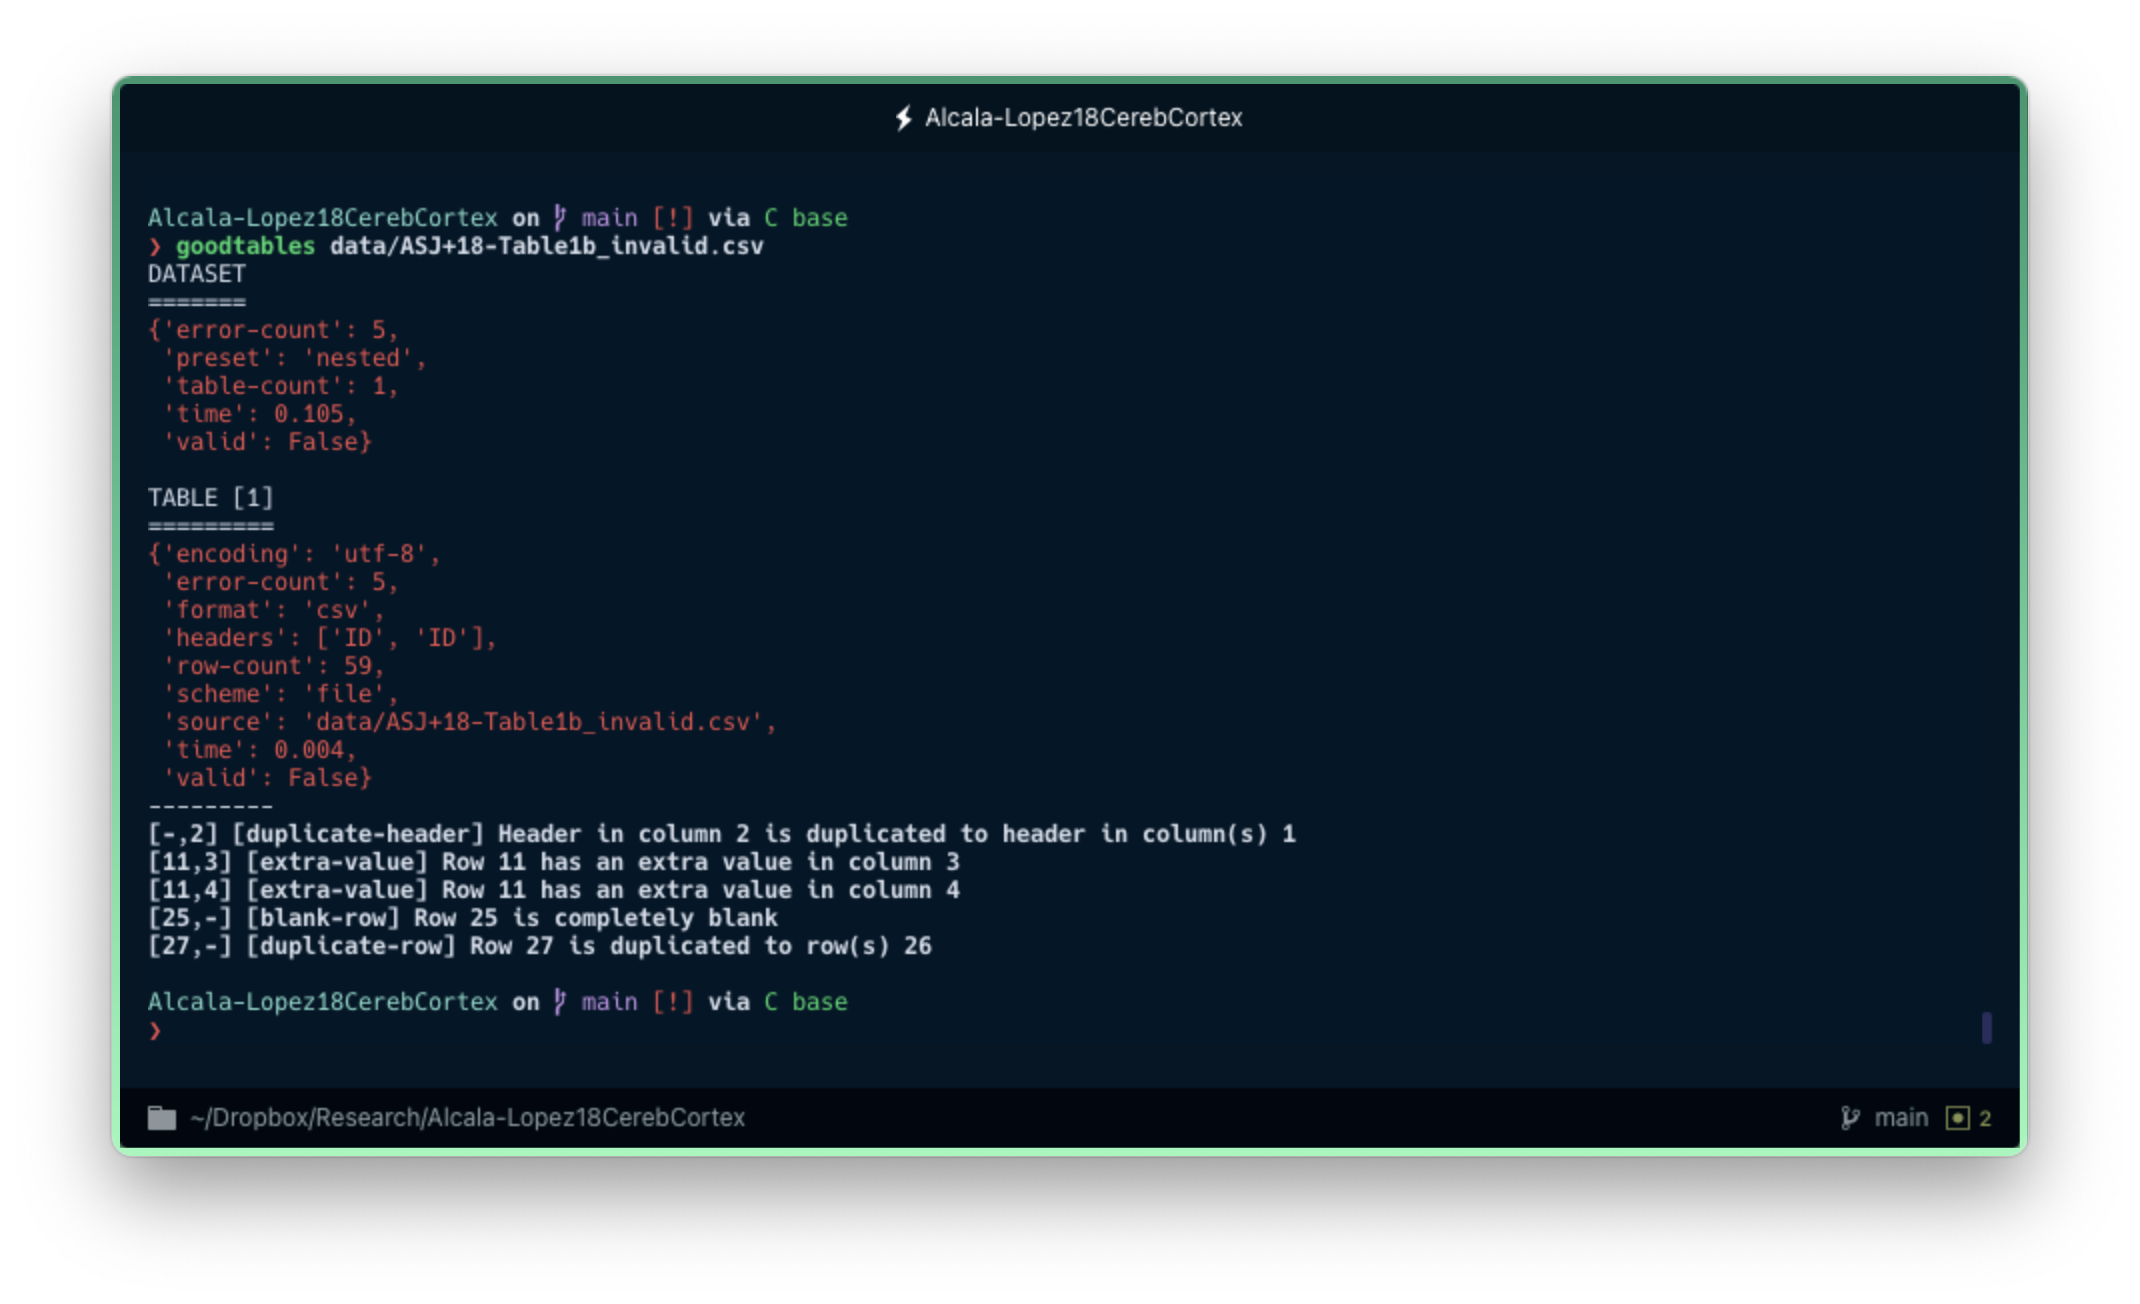 Alcala-Lopez18CerebCortex
Alcala-Lopez18CerebCortex on main [!] via C base
❯ goodtables data/ASJ+18-Table1b_invalid.csv
DATASET
=======
{'error-count': 5,
 'preset': 'nested',
 'table-count': 1,
 'time': 0.105,
 'valid': False}
TABLE [1]
=========
{'encoding': 'utf-8',
 'error-count': 5,
 'format': 'csv',
 'headers': ['ID', 'ID'],
 'row-count': 59,
 'scheme': 'file',
 'source': 'data/ASJ+18-Table1b_invalid.csv',
 'time': 0.004,
 'valid': False}
---------
[-,2] [duplicate-header] Header in column 2 is duplicated to header in column(s) 1
[11,3] [extra-value] Row 11 has an extra value in column 3
[11,4] [extra-value] Row 11 has an extra value in column 4
[25,-] [blank-row] Row 25 is completely blank
[27,-] [duplicate-row] Row 27 is duplicated to row(s) 26
Alcala-Lopez18CerebCortex on main [!] via C base
❯
~/Dropbox/Research/Alcala-Lopez18CerebCortex
main 2